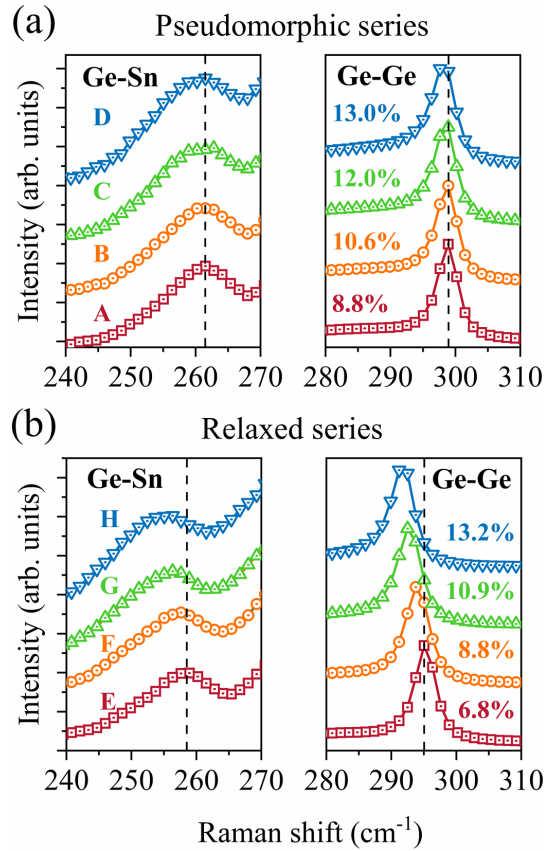 (a) Pseudomorphic series
Ge-Sn
Ge-Ge
D
13.0%
C
12.0%
B
10.6%
A
8.8%
Intensity (arb. units)
240 250 260 270
280 290 300 310
(b) Relaxed series
Ge-Sn
Ge-Ge
H
13.2%
G
10.9%
F
8.8%
E
6.8%
Intensity (arb. units)
240 250 260 270
280 290 300 310
Raman shift (cm⁻¹)